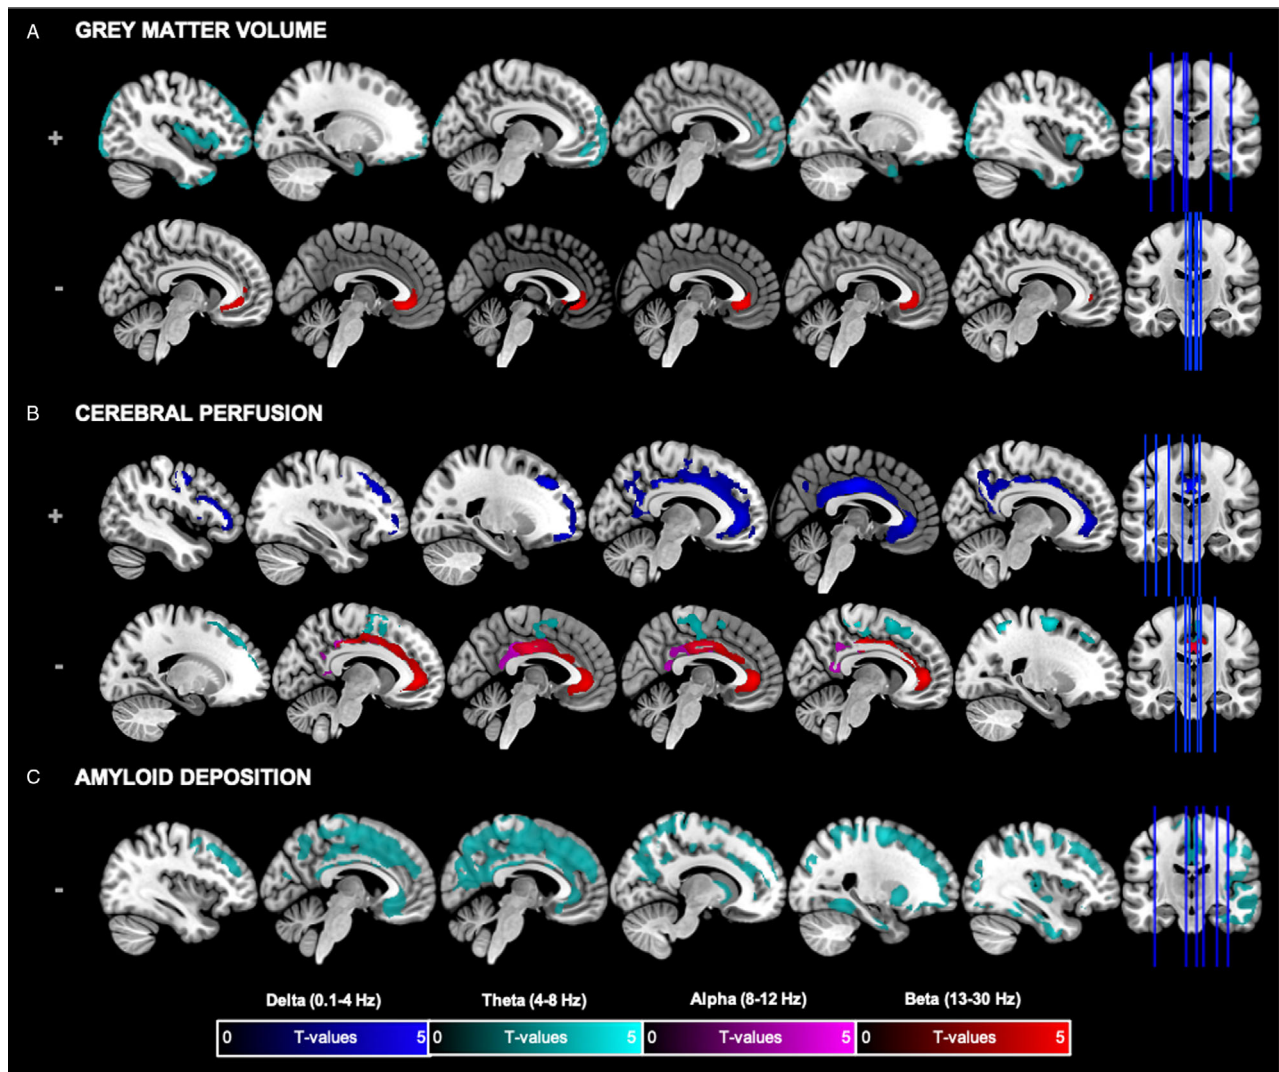 A GREY MATTER VOLUME
+
-
B CEREBRAL PERFUSION
+
-
C AMYLOID DEPOSITION
-
Delta (0.1-4 Hz) Theta (4-8 Hz) Alpha (8-12 Hz) Beta (13-30 Hz)
0 T-values 5 0 T-values 5 0 T-values 5 0 T-values 5